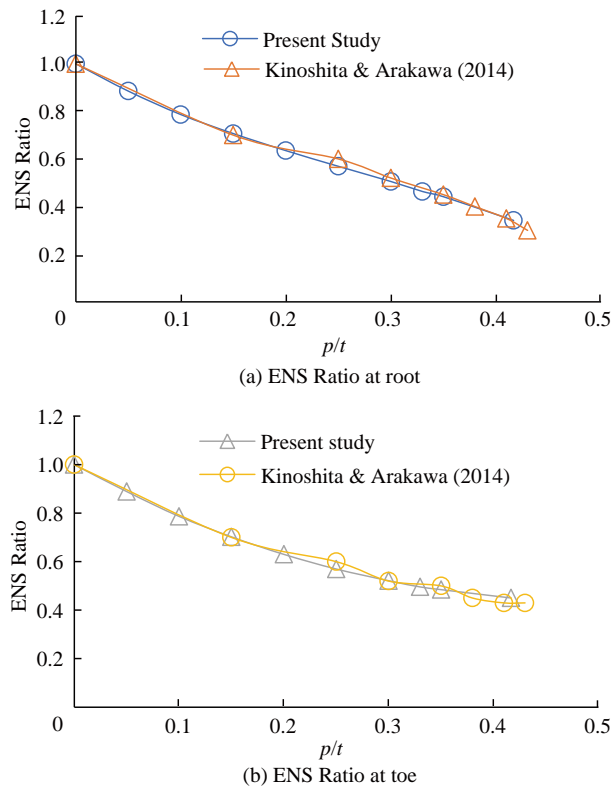 1.2
1.0
0.8
0.6
0.4
0.2
0
0.1
0.2
0.3
0.4
0.5
ENS Ratio
p/t
Present Study
Kinoshita & Arakawa (2014)
(a) ENS Ratio at root
1.2
1.0
0.8
0.6
0.4
0.2
0
0.1
0.2
0.3
0.4
0.5
ENS Ratio
p/t
Present study
Kinoshita & Arakawa (2014)
(b) ENS Ratio at toe